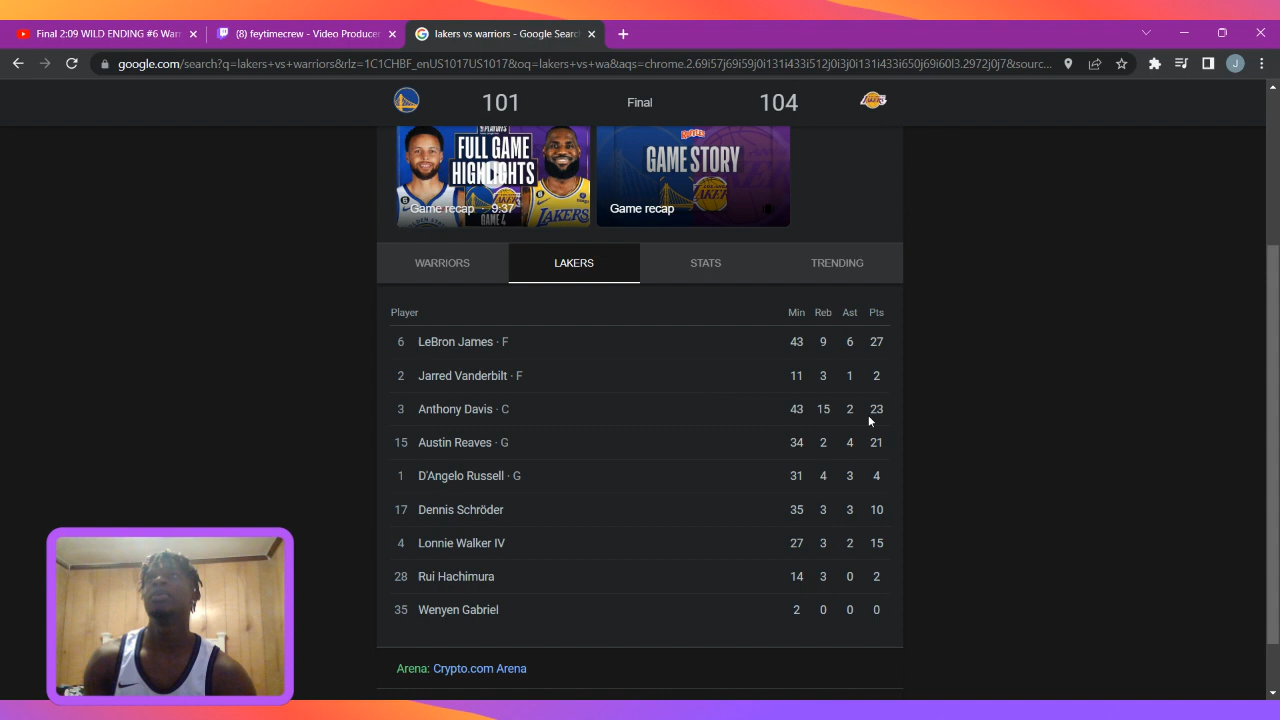 Final 2:09 WILD ENDING #6 War
(8) feytimecrew - Video Producer
lakers vs warriors - Google Searc
google.com/search?q=lakers+vs+warriors&rlz=1C1CHBF_enUS1017US1017&oq=lakers+vs+wa&aqs=chrome.2.69i57j69i59j0i131i433i512j0i3j0i131i433i650j69i60l3.2972j0j7&sourc...
J
101 Final 104
FULL GAME
HIGHLIGHTS
GAME 4
Game recap · 9:37
LAKERS
RUFFLES
GAME STORY
Game recap
WARRIORS LAKERS STATS TRENDING
Player Min Reb Ast Pts
6 LeBron James · F 43 9 6 27
2 Jarred Vanderbilt · F 11 3 1 2
3 Anthony Davis · C 43 15 2 23
15 Austin Reaves · G 34 2 4 21
1 D'Angelo Russell · G 31 4 3 4
17 Dennis Schröder 35 3 3 10
4 Lonnie Walker IV 27 3 2 15
28 Rui Hachimura 14 3 0 2
35 Wenyen Gabriel 2 0 0 0
Arena: Crypto.com Arena